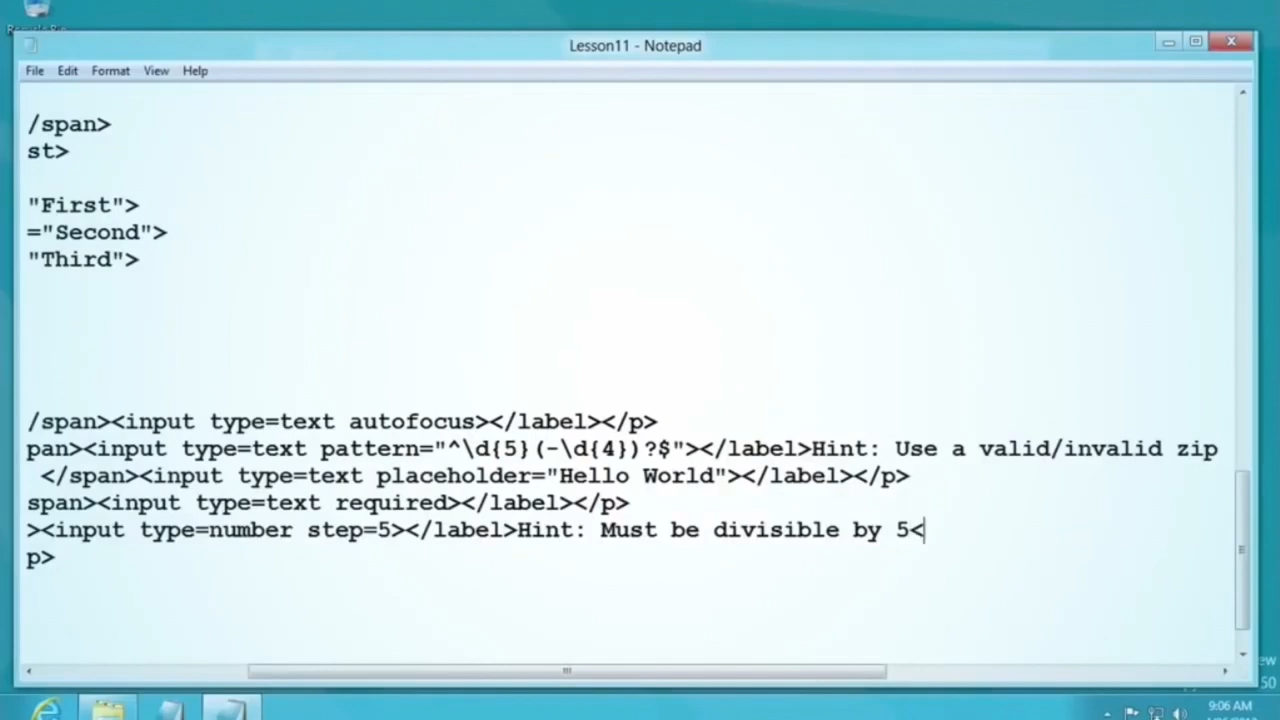 Lesson11 - Notepad
File Edit Format View Help
/span>
st>
"First">
="Second">
"Third">
/span><input type=text autofocus></label></p>
pan><input type=text pattern="^\d{5}(-\d{4})?$"></label>Hint: Use a valid/invalid zip
</span><input type=text placeholder="Hello World"></label></p>
span><input type=text required></label></p>
><input type=number step=5></label>Hint: Must be divisible by 5<
p>
ew
50
9:06 AM